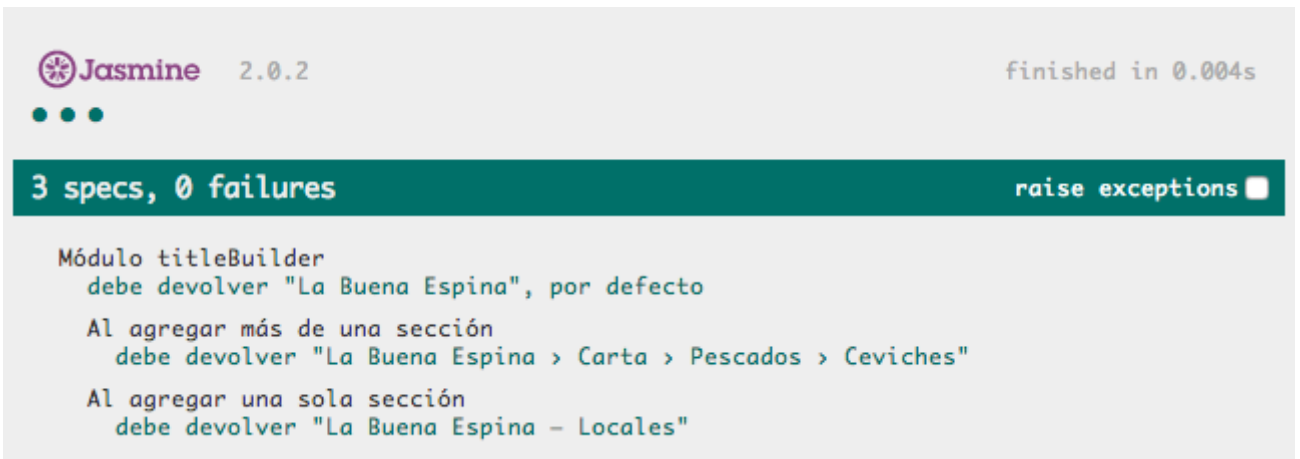 Jasmine 2.0.2 finished in 0.004s
3 specs, 0 failures raise exceptions
Módulo titleBuilder
debe devolver "La Buena Espina", por defecto
Al agregar más de una sección
debe devolver "La Buena Espina › Carta › Pescados › Ceviches"
Al agregar una sola sección
debe devolver "La Buena Espina — Locales"